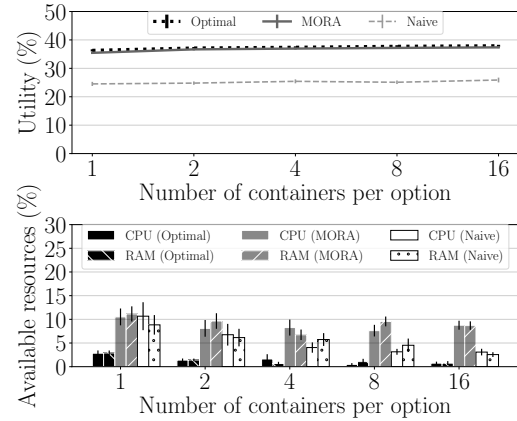 Utility (%)
50
40
30
20
10
0
Optimal MORA Naive
1 2 4 8 16
Number of containers per option
Available resources (%)
30
25
20
15
10
5
0
CPU (Optimal) CPU (MORA) CPU (Naive)
RAM (Optimal) RAM (MORA) RAM (Naive)
1 2 4 8 16
Number of containers per option